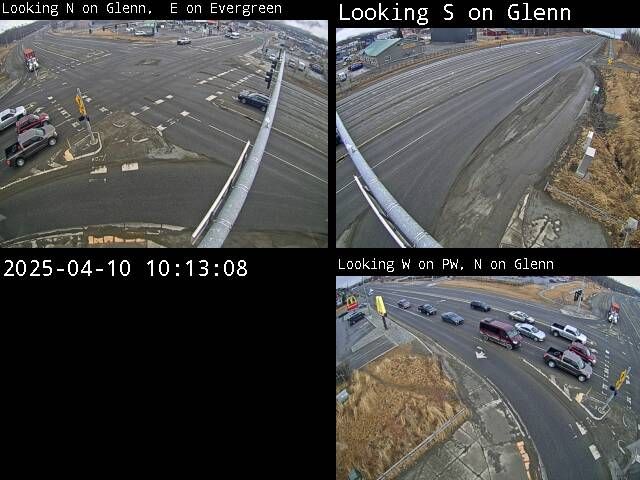 Looking N on Glenn,  E on Evergreen
Looking S on Glenn
2025-04-10 10:13:08
Looking W on PW, N on Glenn